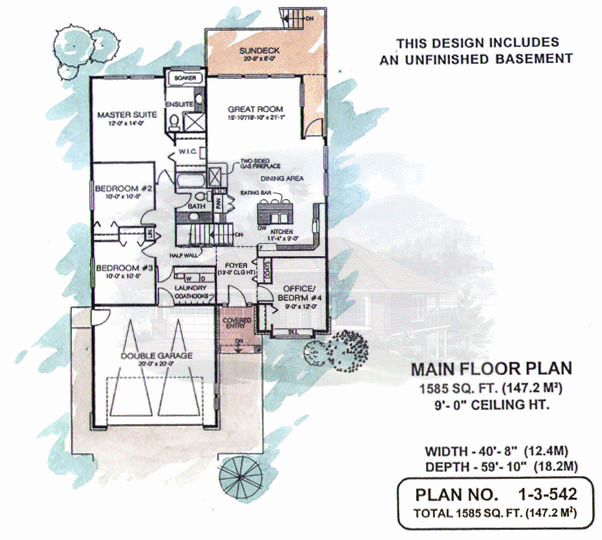 DN
SUNDECK
20'-6" x 8'-0"
THIS DESIGN INCLUDES
AN UNFINISHED BASEMENT
SOAKER
ENSUITE
MASTER SUITE
12'-0" x 14'-0"
GREAT ROOM
15'-10"/19'-10" x 21'-1"
W.I.C.
TWO-SIDED
GAS FIREPLACE
DINING AREA
BEDROOM #2
10'-0" x 10'-6"
BATH
PAN
EATING BAR
DW
KITCHEN
11'-4" x 9'-0"
LIN.
DN
HALF WALL
BEDROOM #3
10'-0" x 10'-6"
FOYER
(13'-0" CLG HT.)
COATS
W D
LAUNDRY
COATHOOKS
OFFICE/
BEDRM #4
9'-0" x 12'-0"
COVERED
ENTRY
DN
DOUBLE GARAGE
20'-0" x 20'-0"
MAIN FLOOR PLAN
1585 SQ. FT. (147.2 M²)
9'- 0" CEILING HT.
WIDTH - 40'- 8" (12.4M)
DEPTH - 59'- 10" (18.2M)
PLAN NO. 1-3-542
TOTAL 1585 SQ. FT. (147.2 M²)